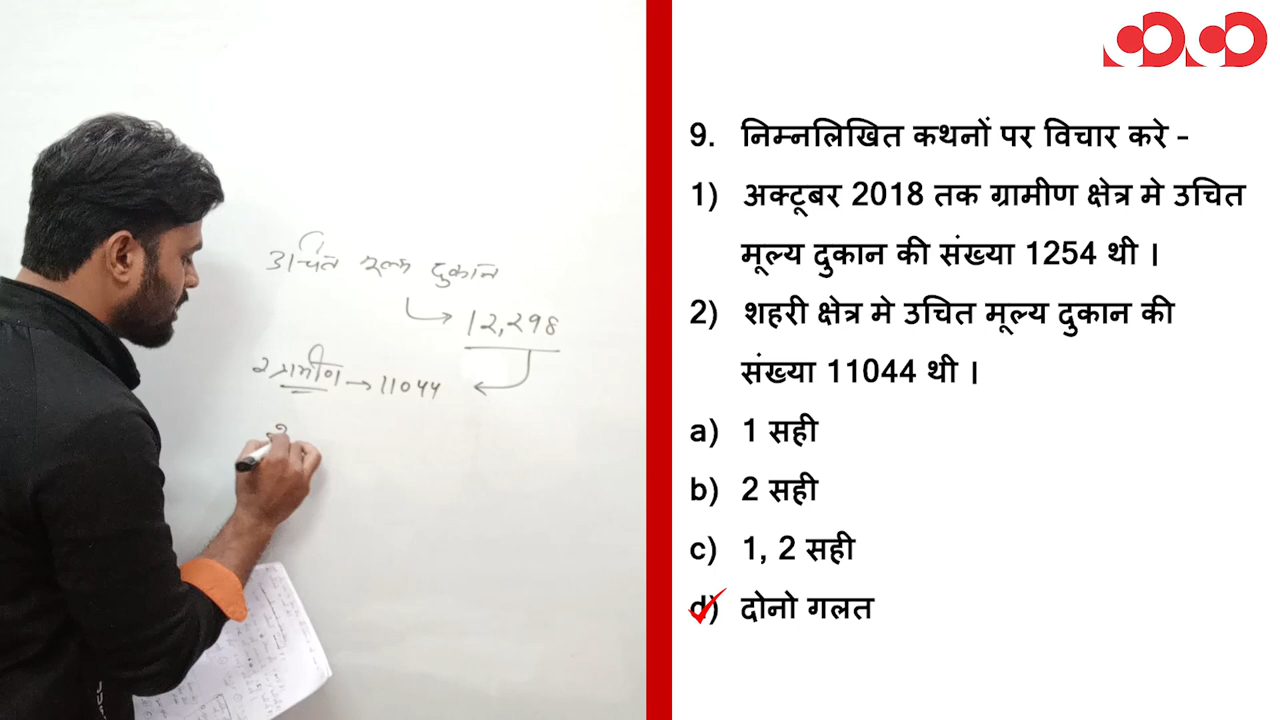 उचित मूल्य दुकान
12,298
ग्रामीण → 11044
9. निम्नलिखित कथनों पर विचार करे –
1) अक्टूबर 2018 तक ग्रामीण क्षेत्र मे उचित
मूल्य दुकान की संख्या 1254 थी ।
2) शहरी क्षेत्र मे उचित मूल्य दुकान की
संख्या 11044 थी ।
a) 1 सही
b) 2 सही
c) 1, 2 सही
d) दोनो गलत